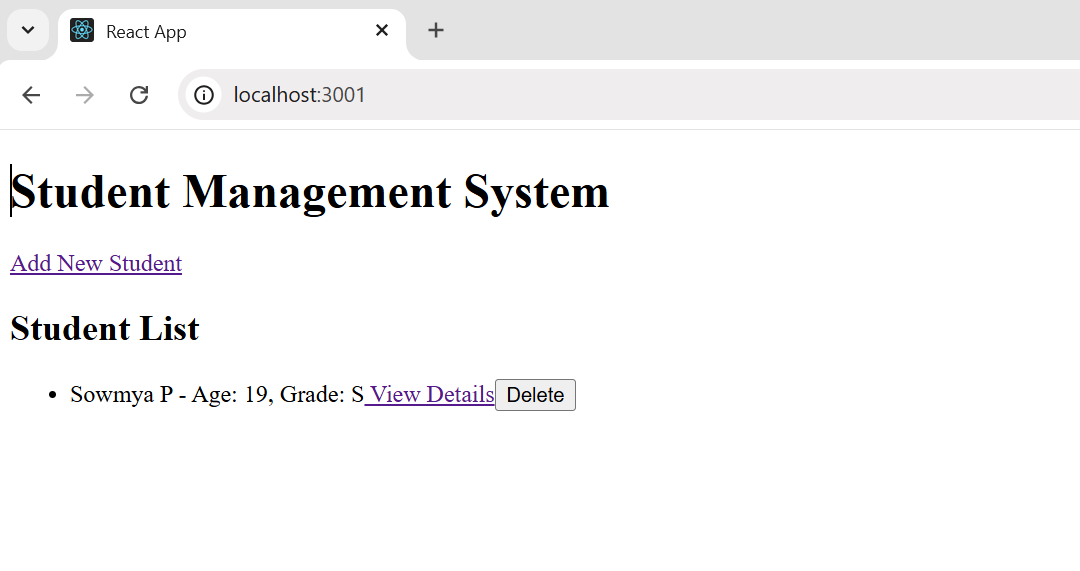 React App
localhost:3001
Student Management System
Add New Student
Student List
Sowmya P - Age: 19, Grade: S View Details Delete